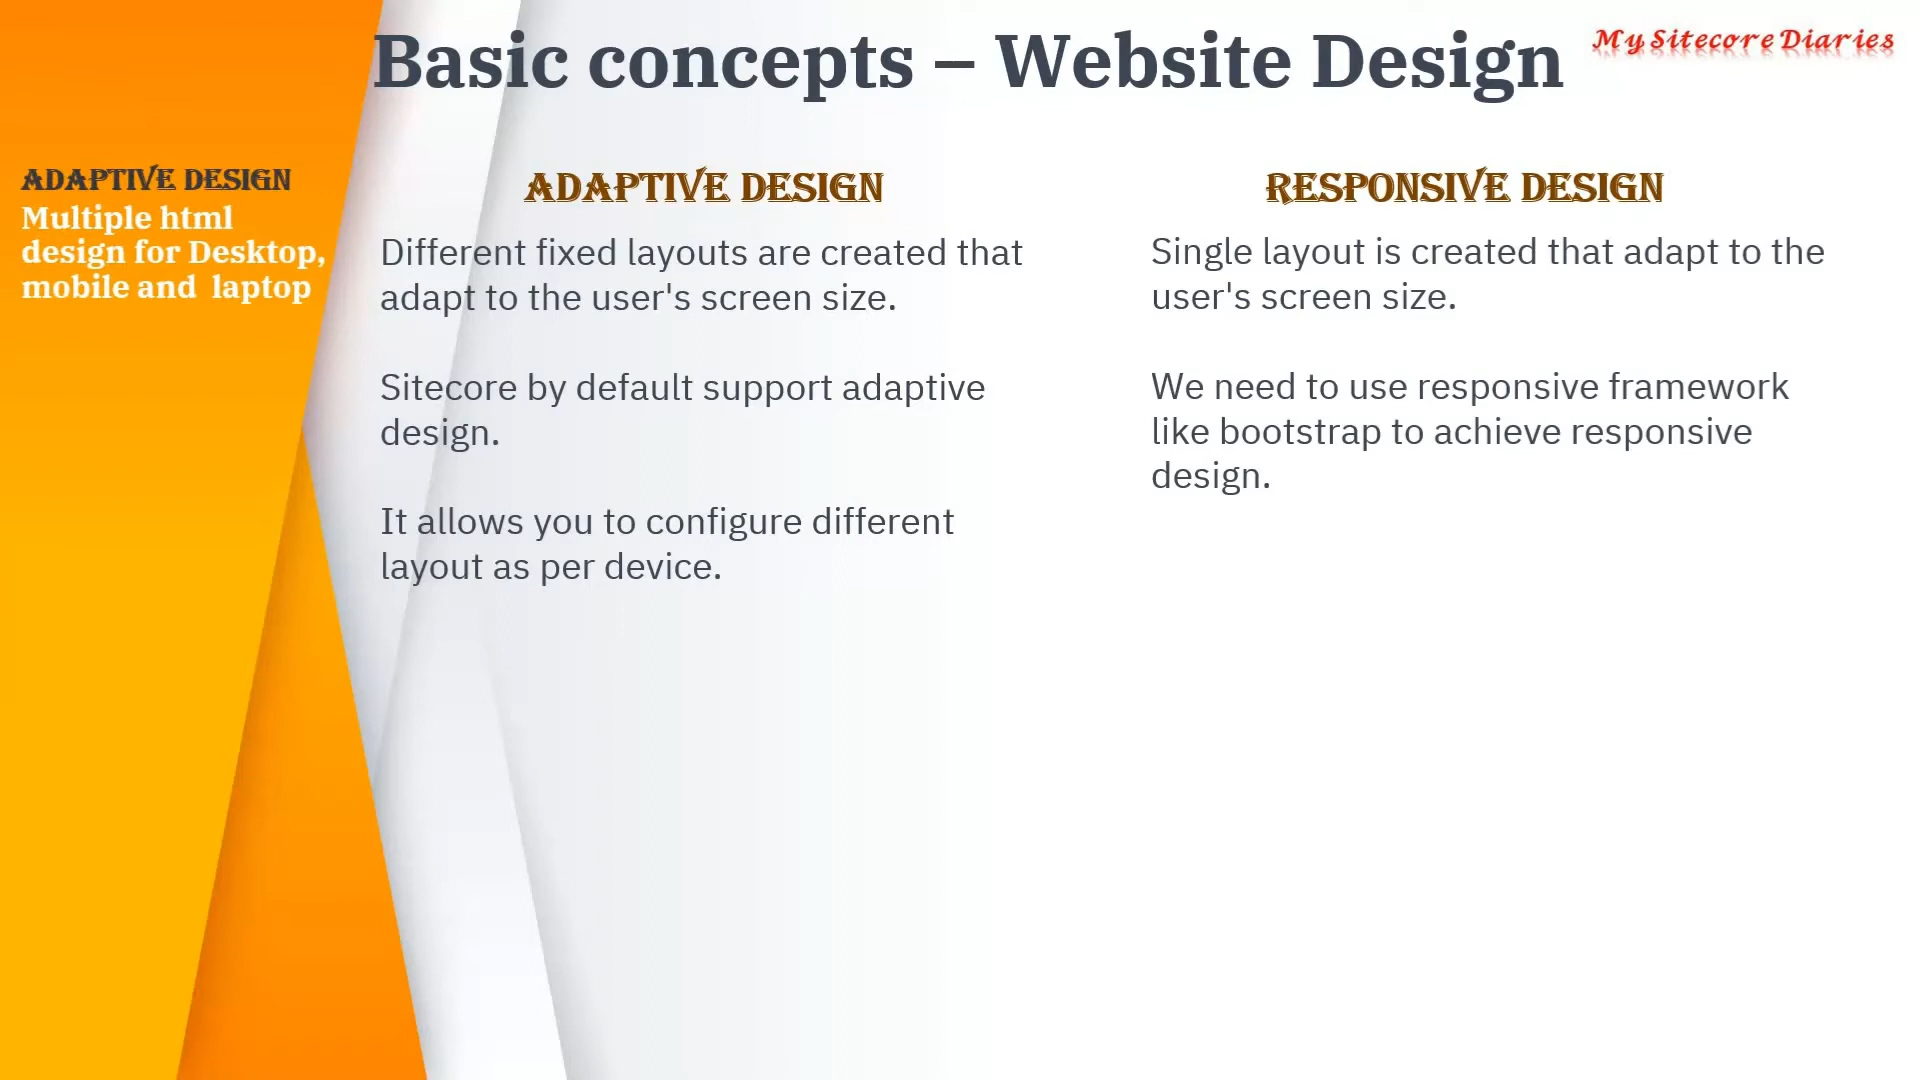 Basic concepts – Website Design
My Sitecore Diaries
ADAPTIVE DESIGN
Multiple html
design for Desktop,
mobile and  laptop
ADAPTIVE DESIGN
Different fixed layouts are created that
adapt to the user's screen size.
Sitecore by default support adaptive
design.
It allows you to configure different
layout as per device.
RESPONSIVE DESIGN
Single layout is created that adapt to the
user's screen size.
We need to use responsive framework
like bootstrap to achieve responsive
design.